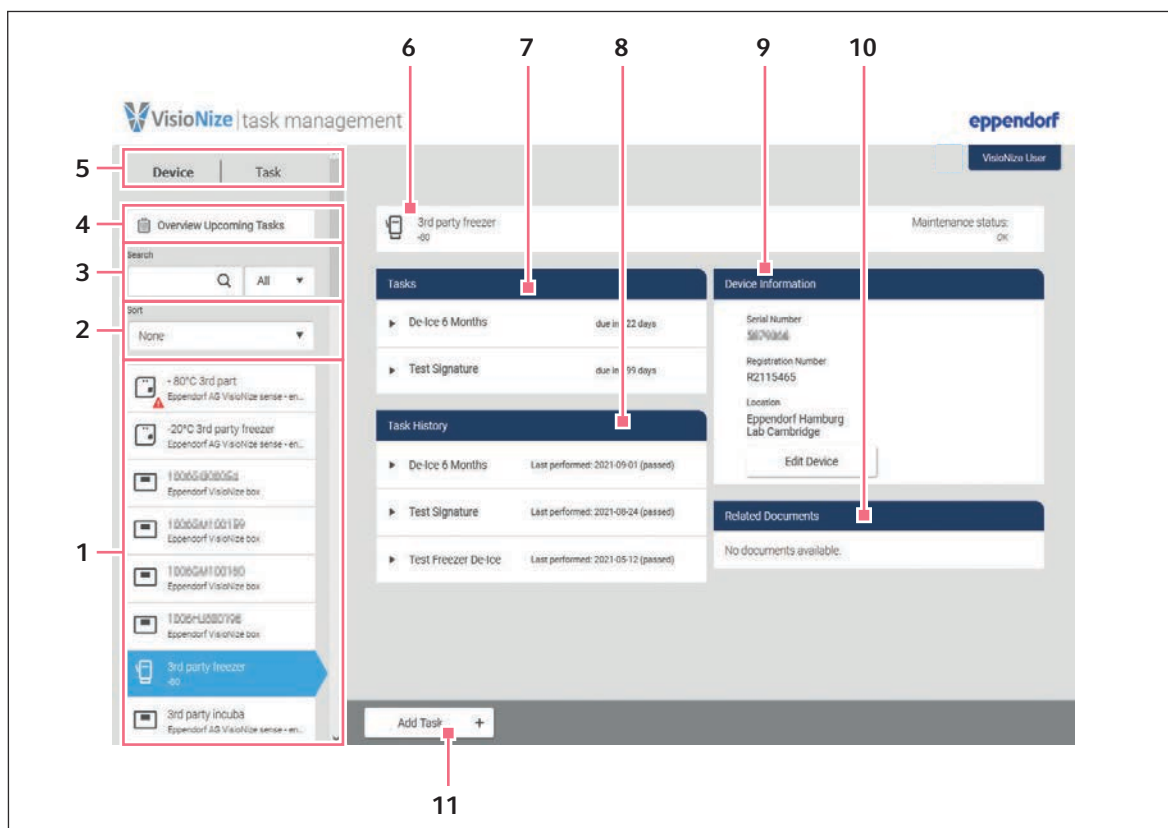 6 7 8 9 10
VisioNize | task management
eppendorf
VisioNize User
5
Device | Task
4
Overview Upcoming Tasks
3
Search
All
2
Sort
None
1
- 80°C 3rd part
Eppendorf AG VisioNize sense - en...
-20°C 3rd party freezer
Eppendorf AG VisioNize sense - en...
Eppendorf VisioNize box
Eppendorf VisioNize box
Eppendorf VisioNize box
Eppendorf VisioNize box
3rd party freezer
-80
3rd party incuba
Eppendorf AG VisioNize sense - en...
3rd party freezer
-80
Maintenance status:
OK
Tasks
De-Ice 6 Months due in 22 days
Test Signature due in 99 days
Task History
De-Ice 6 Months Last performed: 2021-09-01 (passed)
Test Signature Last performed: 2021-08-24 (passed)
Test Freezer De-Ice Last performed: 2021-05-12 (passed)
Device Information
Serial Number
Registration Number
R2115465
Location
Eppendorf Hamburg
Lab Cambridge
Edit Device
Related Documents
No documents available.
Add Task +
11